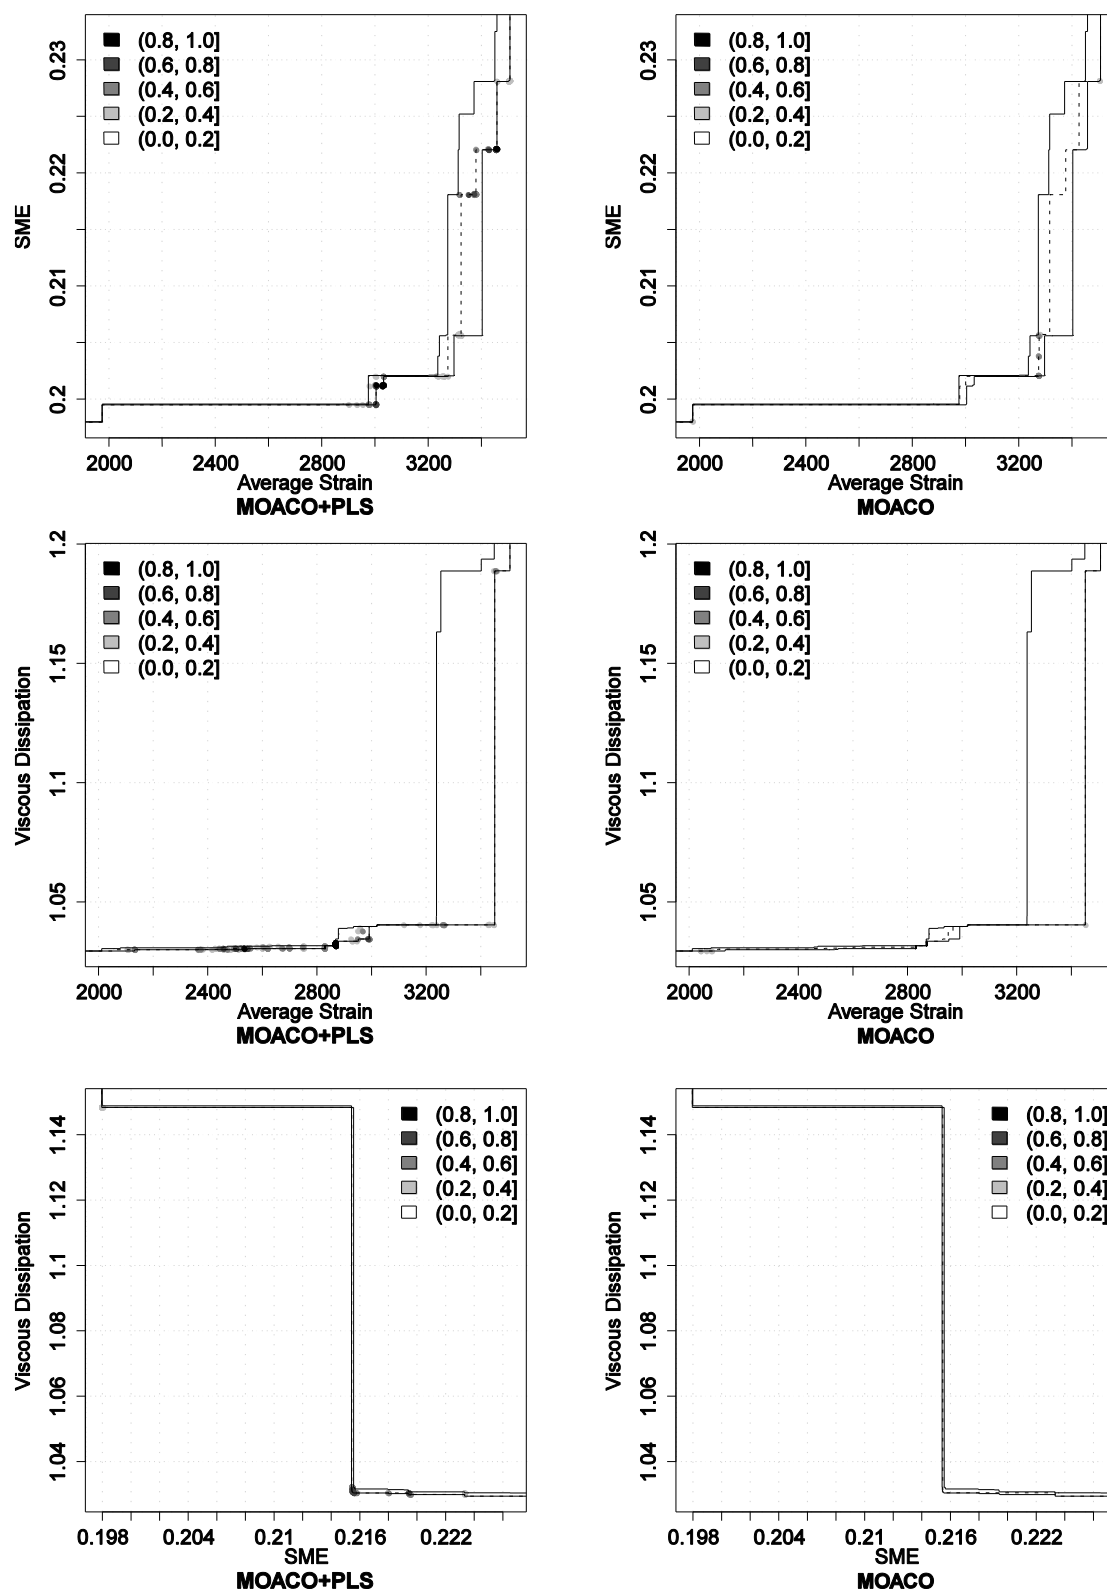 (0.8, 1.0]
(0.6, 0.8]
(0.4, 0.6]
(0.2, 0.4]
(0.0, 0.2]
SME
0.23
0.22
0.21
0.2
2000 2400 2800 3200
Average Strain
MOACO+PLS
(0.8, 1.0]
(0.6, 0.8]
(0.4, 0.6]
(0.2, 0.4]
(0.0, 0.2]
SME
0.23
0.22
0.21
0.2
2000 2400 2800 3200
Average Strain
MOACO
(0.8, 1.0]
(0.6, 0.8]
(0.4, 0.6]
(0.2, 0.4]
(0.0, 0.2]
Viscous Dissipation
1.2
1.15
1.1
1.05
2000 2400 2800 3200
Average Strain
MOACO+PLS
(0.8, 1.0]
(0.6, 0.8]
(0.4, 0.6]
(0.2, 0.4]
(0.0, 0.2]
Viscous Dissipation
1.2
1.15
1.1
1.05
2000 2400 2800 3200
Average Strain
MOACO
(0.8, 1.0]
(0.6, 0.8]
(0.4, 0.6]
(0.2, 0.4]
(0.0, 0.2]
Viscous Dissipation
1.14
1.12
1.1
1.08
1.06
1.04
0.198 0.204 0.21 0.216 0.222
SME
MOACO+PLS
(0.8, 1.0]
(0.6, 0.8]
(0.4, 0.6]
(0.2, 0.4]
(0.0, 0.2]
Viscous Dissipation
1.14
1.12
1.1
1.08
1.06
1.04
0.198 0.204 0.21 0.216 0.222
SME
MOACO